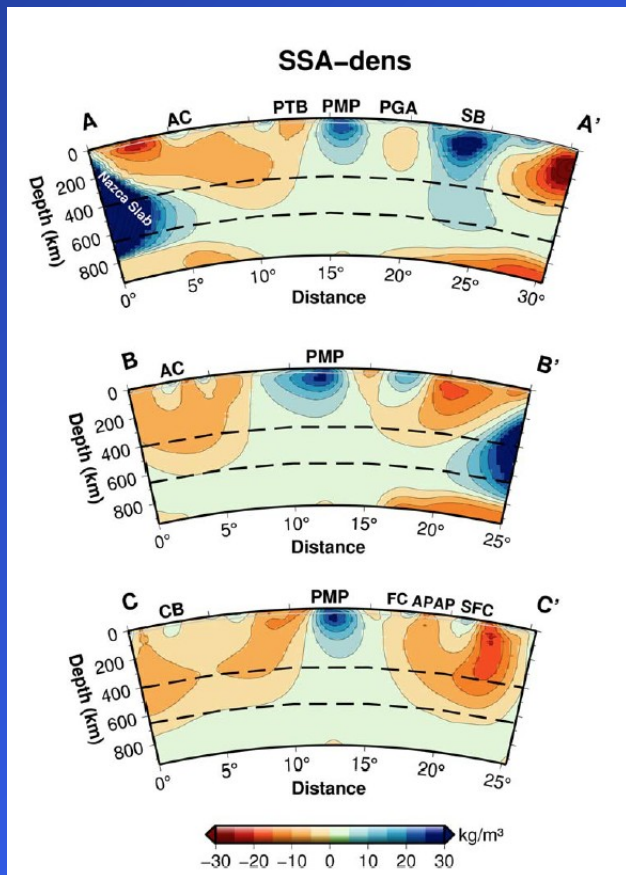 SSA-dens
A AC PTB PMP PGA SB A'
0
200
400
600
800
Depth (km)
Nazca Slab
0° 5° 10° 15° 20° 25° 30°
Distance
B AC PMP B'
0
200
400
600
800
Depth (km)
0° 5° 10° 15° 20° 25°
Distance
C CB PMP FC APAP SFC C'
0
200
400
600
800
Depth (km)
0° 5° 10° 15° 20° 25°
Distance
kg/m³
−30 −20 −10 0 10 20 30